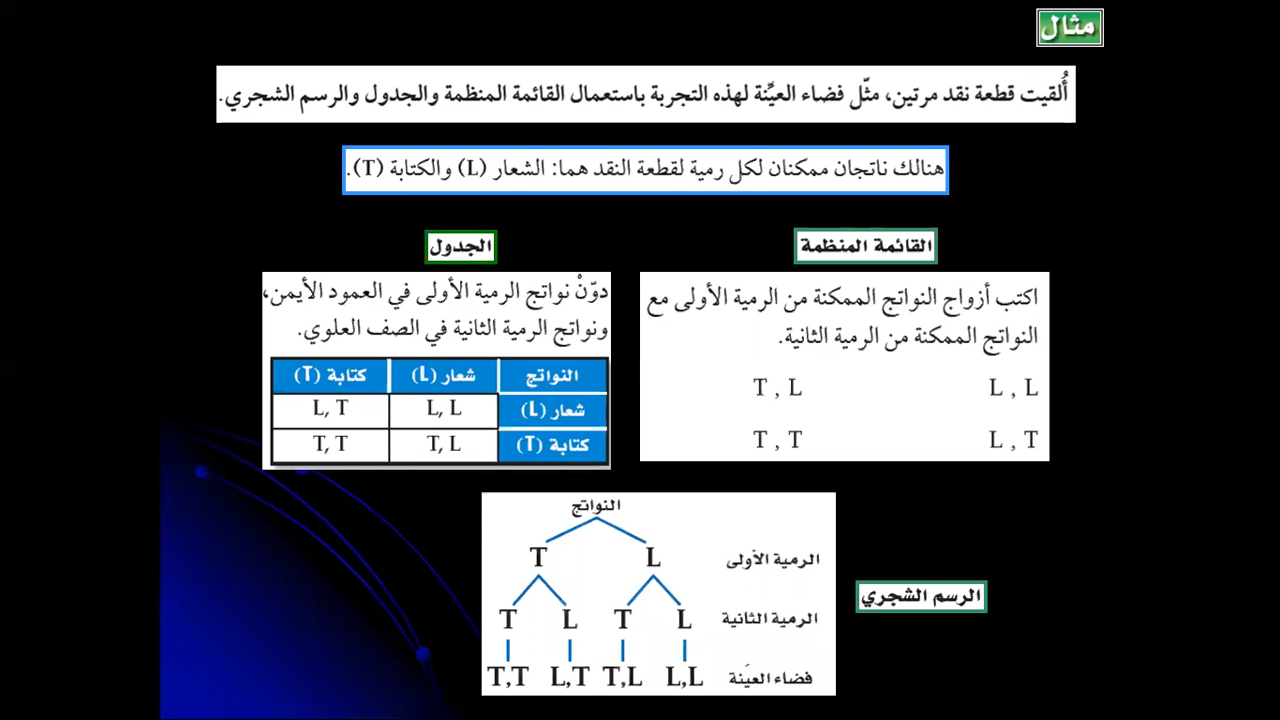 مثال
أُلقيت قطعة نقد مرتين، مثّل فضاء العيِّنة لهذه التجربة باستعمال القائمة المنظمة والجدول والرسم الشجري.
هنالك ناتجان ممكنان لكل رمية لقطعة النقد هما: الشعار (L) والكتابة (T).
القائمة المنظمة
اكتب أزواج النواتج الممكنة من الرمية الأولى مع
النواتج الممكنة من الرمية الثانية.
L , L T , L
L , T T , T
الجدول
دوّنْ نواتج الرمية الأولى في العمود الأيمن،
ونواتج الرمية الثانية في الصف العلوي.
النواتج شعار (L) كتابة (T)
شعار (L) L, L L, T
كتابة (T) T, L T, T
النواتج
الرمية الأولى L T
الرمية الثانية L T L T
فضاء العيَنة L,L T,L L,T T,T
الرسم الشجري